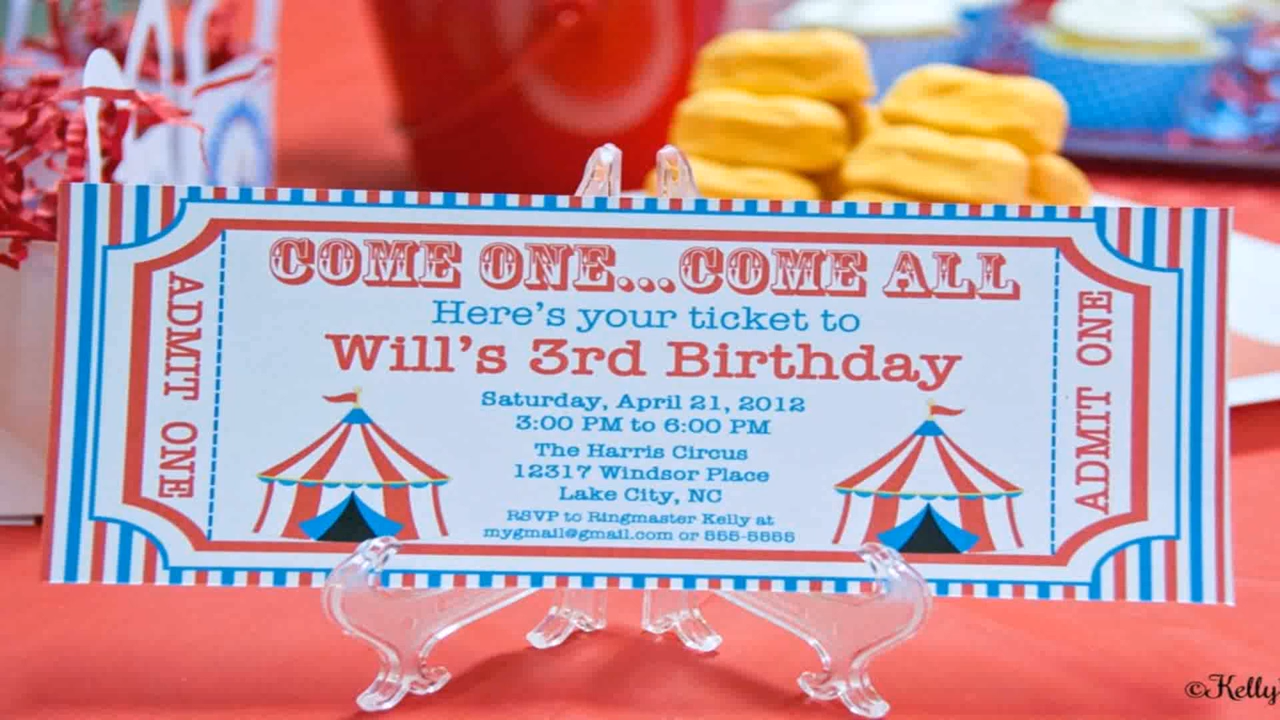 COME ONE...COME ALL
Here's your ticket to
Will's 3rd Birthday
Saturday, April 21, 2012
3:00 PM to 6:00 PM
The Harris Circus
12317 Windsor Place
Lake City, NC
RSVP to Ringmaster Kelly at
mygmail@gmail.com or 555-5555
ADMIT ONE
ADMIT ONE
©Kelly